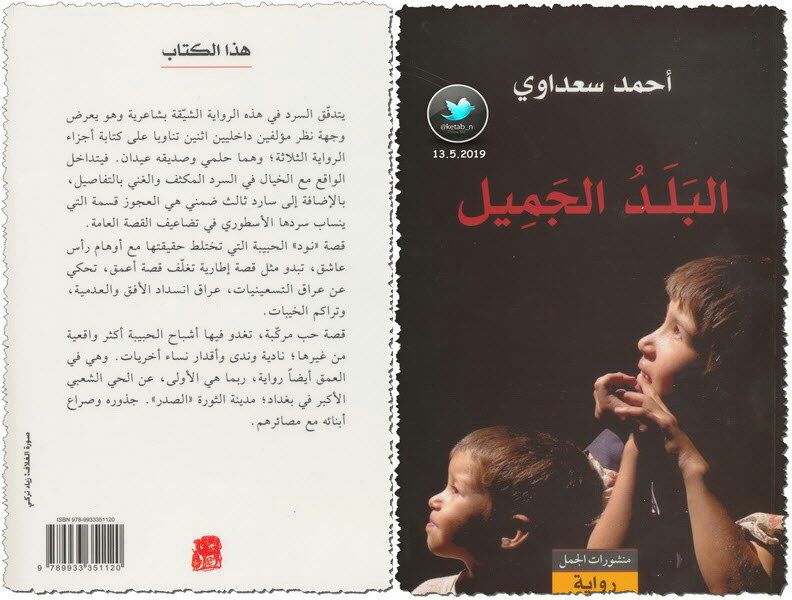 هذا الكتاب
يتدفّق السرد في هذه الرواية الشيّقة بشاعرية وهو يعرض
وجهة نظر مؤلفين داخليين اثنين تناوبا على كتابة أجزاء
الرواية الثلاثة؛ وهما حلمي وصديقه عيدان. فيتداخل
الواقع مع الخيال في السرد المكثف والغني بالتفاصيل،
بالإضافة إلى سارد ثالث ضمني هي العجوز قسمة التي
ينساب سردها الأسطوري في تضاعيف القصة العامة.
قصة «نود» الحبيبة التي تختلط حقيقتها مع أوهام رأس
عاشق، تبدو مثل قصة إطارية تغلّف قصة أعمق، تحكي
عن عراق التسعينيات، عراق انسداد الأفق والعدمية،
وتراكم الخيبات.
قصة حب مركّبة، تغدو فيها أشباح الحبيبة أكثر واقعية
من غيرها؛ نادية وندى وأقدار نساء أخريات. وهي في
العمق أيضاً رواية، ربما هي الأولى، عن الحي الشعبي
الأكبر في بغداد؛ مدينة الثورة «الصدر». جذوره وصراع
أبنائه مع مصائرهم.
صورة الغلاف: زياد تركي
ISBN 978-9933351120
9 789933 351120
أحمد سعداوي
@ketab_n
13.5.2019
البَلَدُ الجَمِيل
منشورات الجمل
رواية